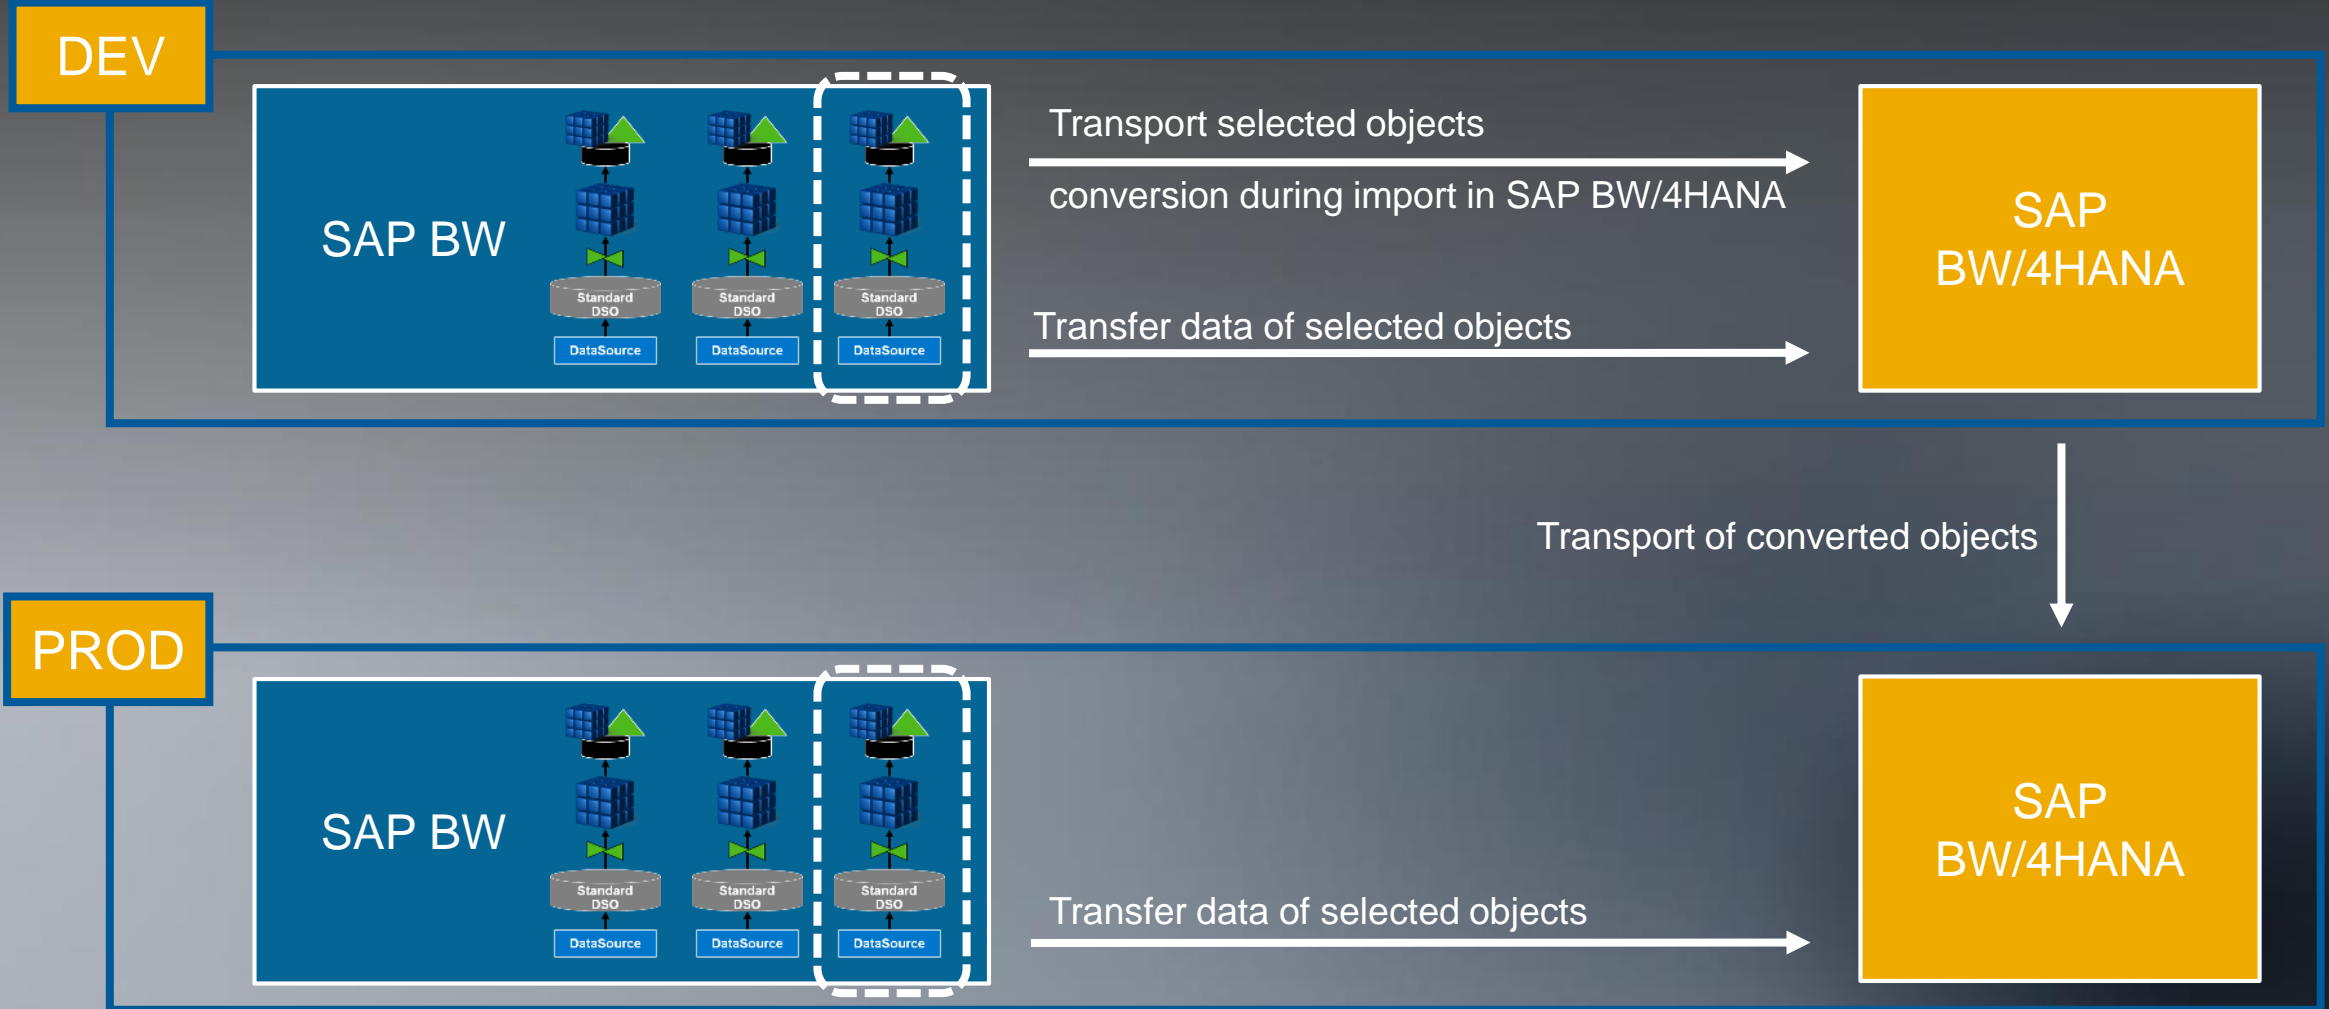 DEV
SAP BW
Standard
DSO
DataSource
Standard
DSO
DataSource
Standard
DSO
DataSource
Transport selected objects
conversion during import in SAP BW/4HANA
Transfer data of selected objects
SAP
BW/4HANA
Transport of converted objects
PROD
SAP BW
Standard
DSO
DataSource
Standard
DSO
DataSource
Standard
DSO
DataSource
Transfer data of selected objects
SAP
BW/4HANA